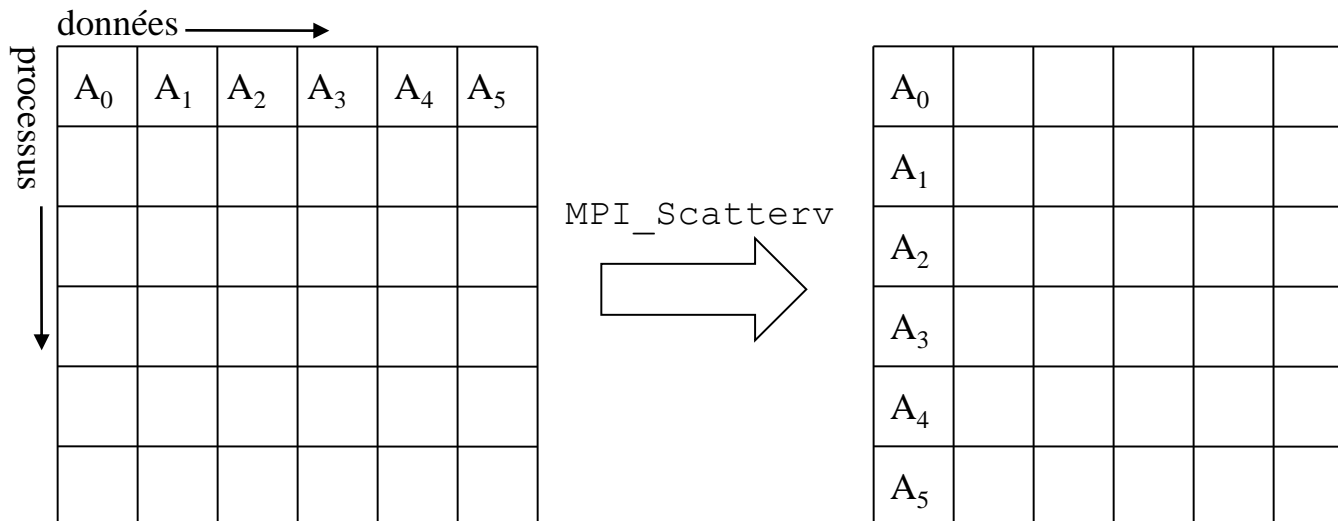 données
processus
A₀ A₁ A₂ A₃ A₄ A₅
MPI_Scatterv
A₀
A₁
A₂
A₃
A₄
A₅